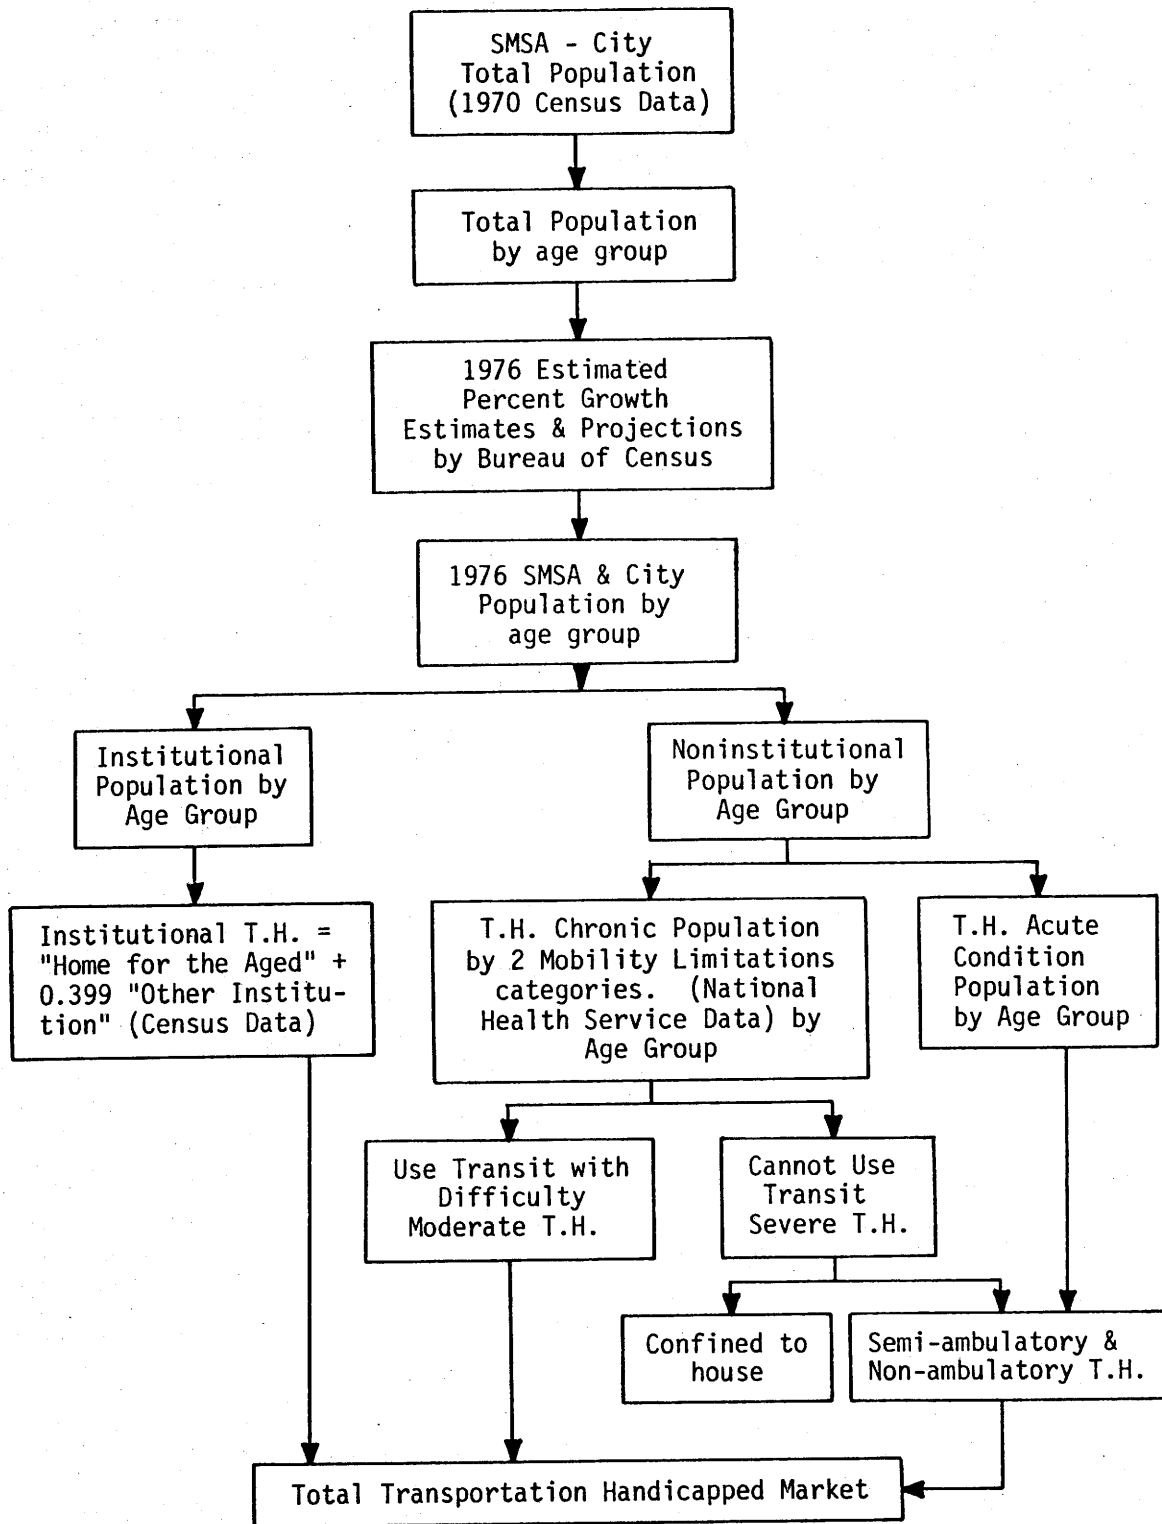 SMSA - City
Total Population
(1970 Census Data)
Total Population
by age group
1976 Estimated
Percent Growth
Estimates & Projections
by Bureau of Census
1976 SMSA & City
Population by
age group
Institutional
Population by
Age Group
Noninstitutional
Population by
Age Group
Institutional T.H. =
"Home for the Aged" +
0.399 "Other Institu-
tion" (Census Data)
T.H. Chronic Population
by 2 Mobility Limitations
categories. (National
Health Service Data) by
Age Group
T.H. Acute
Condition
Population
by Age Group
Use Transit with
Difficulty
Moderate T.H.
Cannot Use
Transit
Severe T.H.
Confined to
house
Semi-ambulatory &
Non-ambulatory T.H.
Total Transportation Handicapped Market